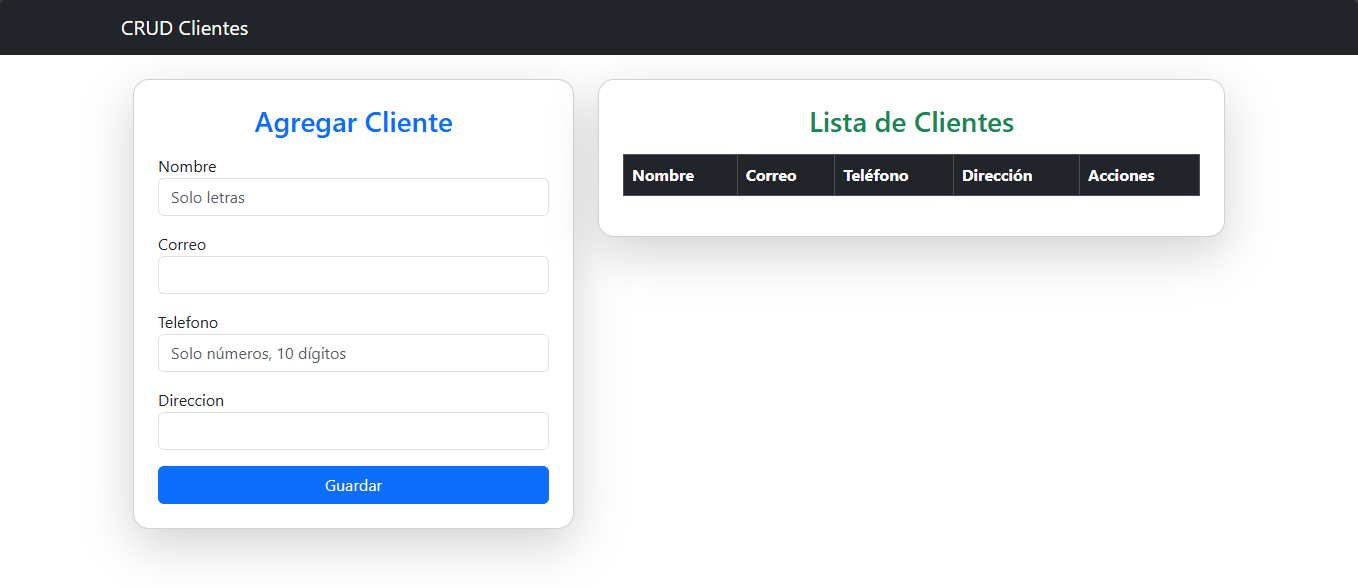 CRUD Clientes
Agregar Cliente
Nombre
Solo letras
Correo
Telefono
Solo números, 10 dígitos
Direccion
Guardar
Lista de Clientes
Nombre Correo Teléfono Dirección Acciones